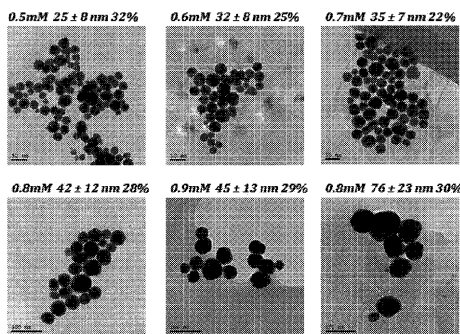 0.5mM 25 ± 8 nm 32%
0.6mM 32 ± 8 nm 25%
0.7mM 35 ± 7 nm 22%
0.8mM 42 ± 12 nm 28%
0.9mM 45 ± 13 nm 29%
0.8mM 76 ± 23 nm 30%